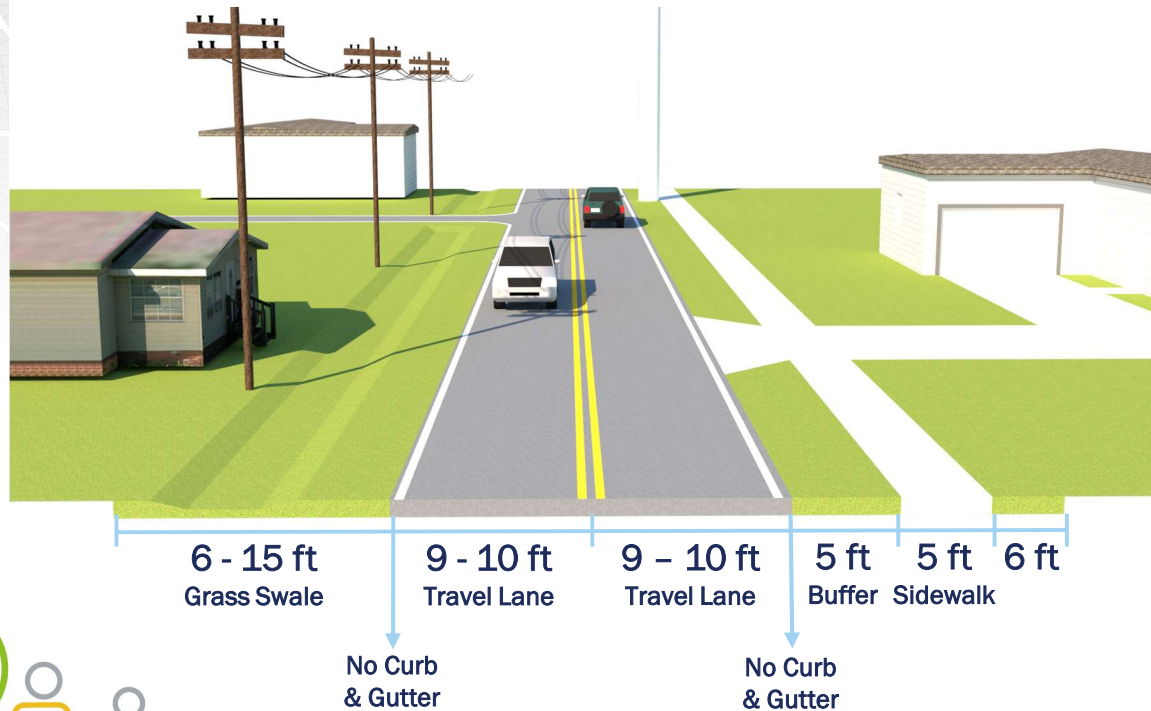 6 - 15 ft
Grass Swale
9 - 10 ft
Travel Lane
9 – 10 ft
Travel Lane
5 ft
Buffer
5 ft
Sidewalk
6 ft
No Curb
& Gutter
No Curb
& Gutter